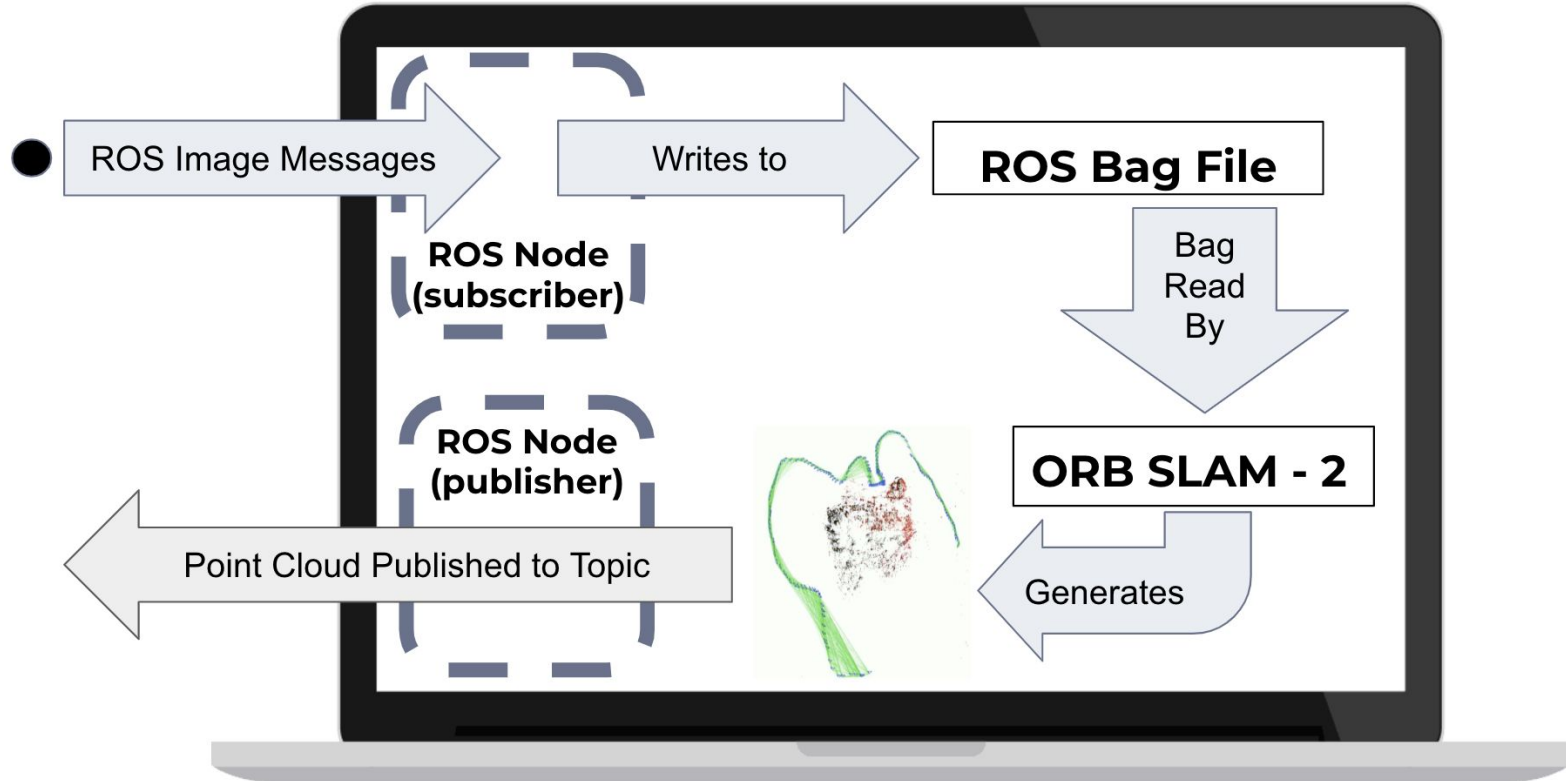 ROS Image Messages
Writes to
ROS Bag File
ROS Node
(subscriber)
Bag
Read
By
ROS Node
(publisher)
ORB SLAM - 2
Point Cloud Published to Topic
Generates